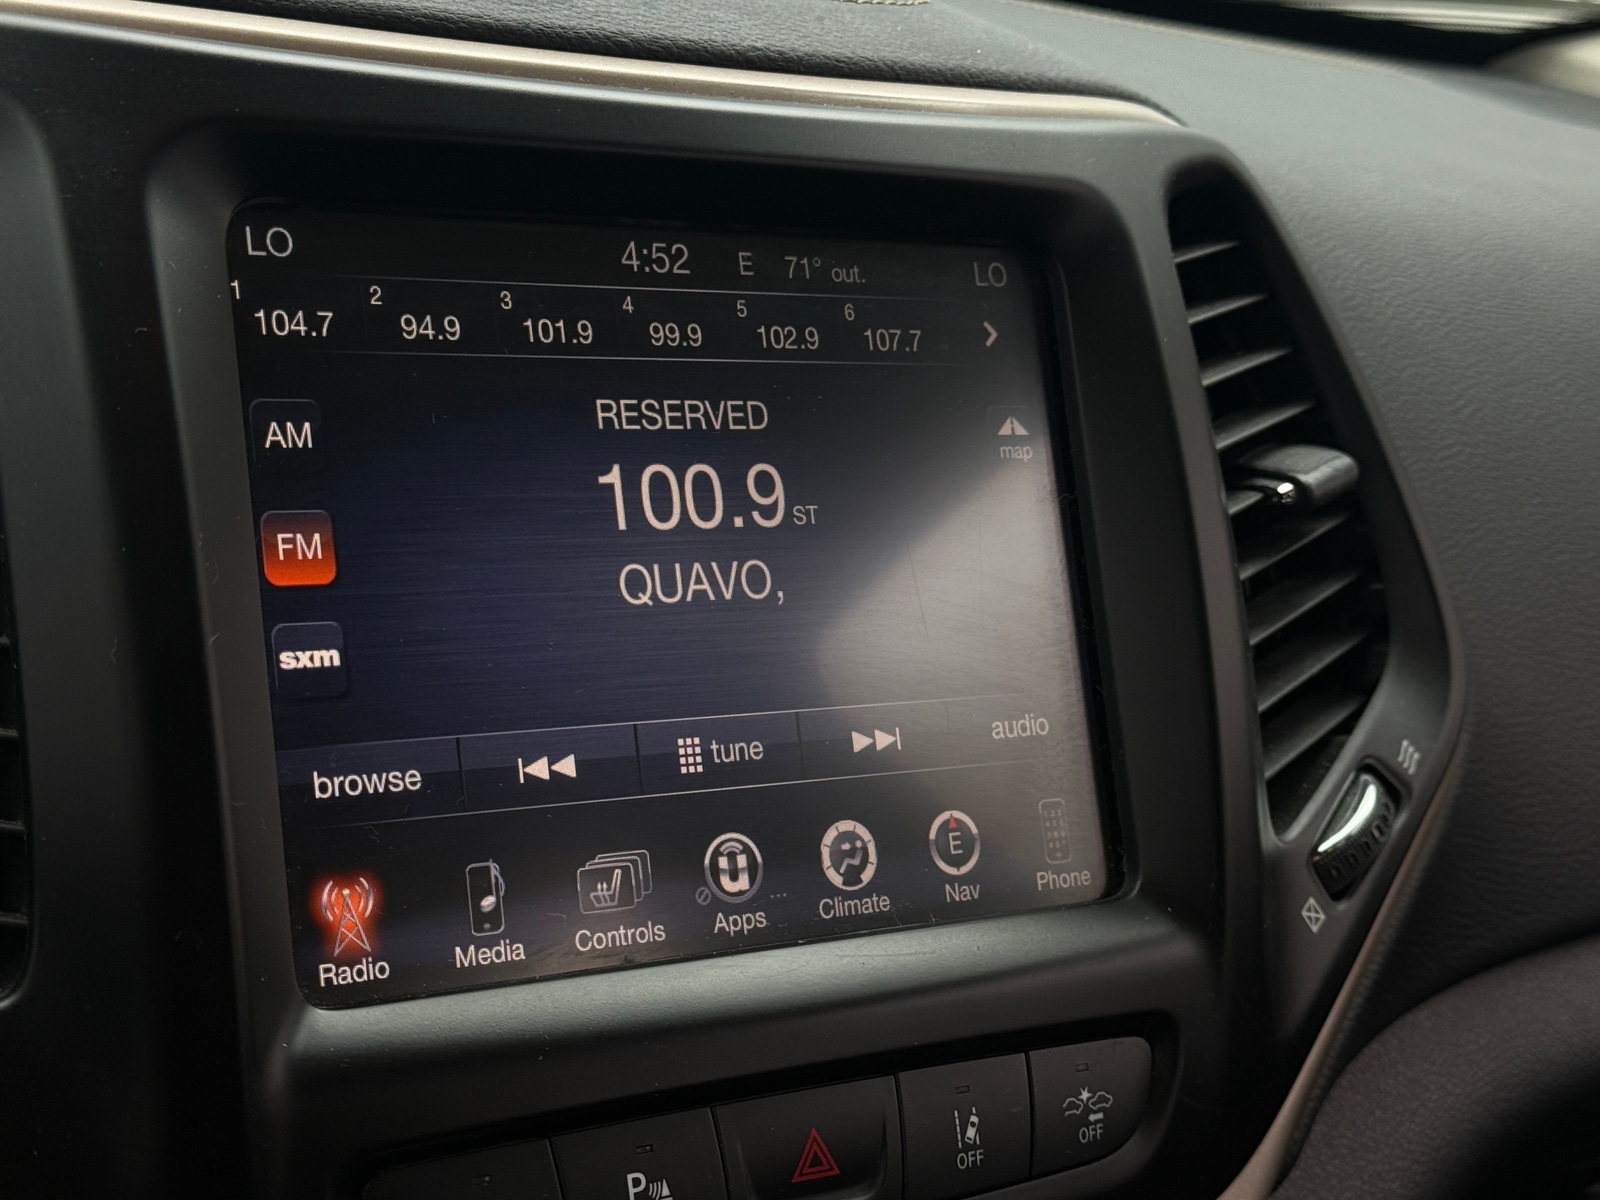 LO 4:52 E 71° out. LO
1 104.7 2 94.9 3 101.9 4 99.9 5 102.9 6 107.7
RESERVED
AM
map
100.9 ST
FM
QUAVO,
sxm
browse tune audio
Radio Media Controls Apps Climate E Nav Phone
P OFF OFF